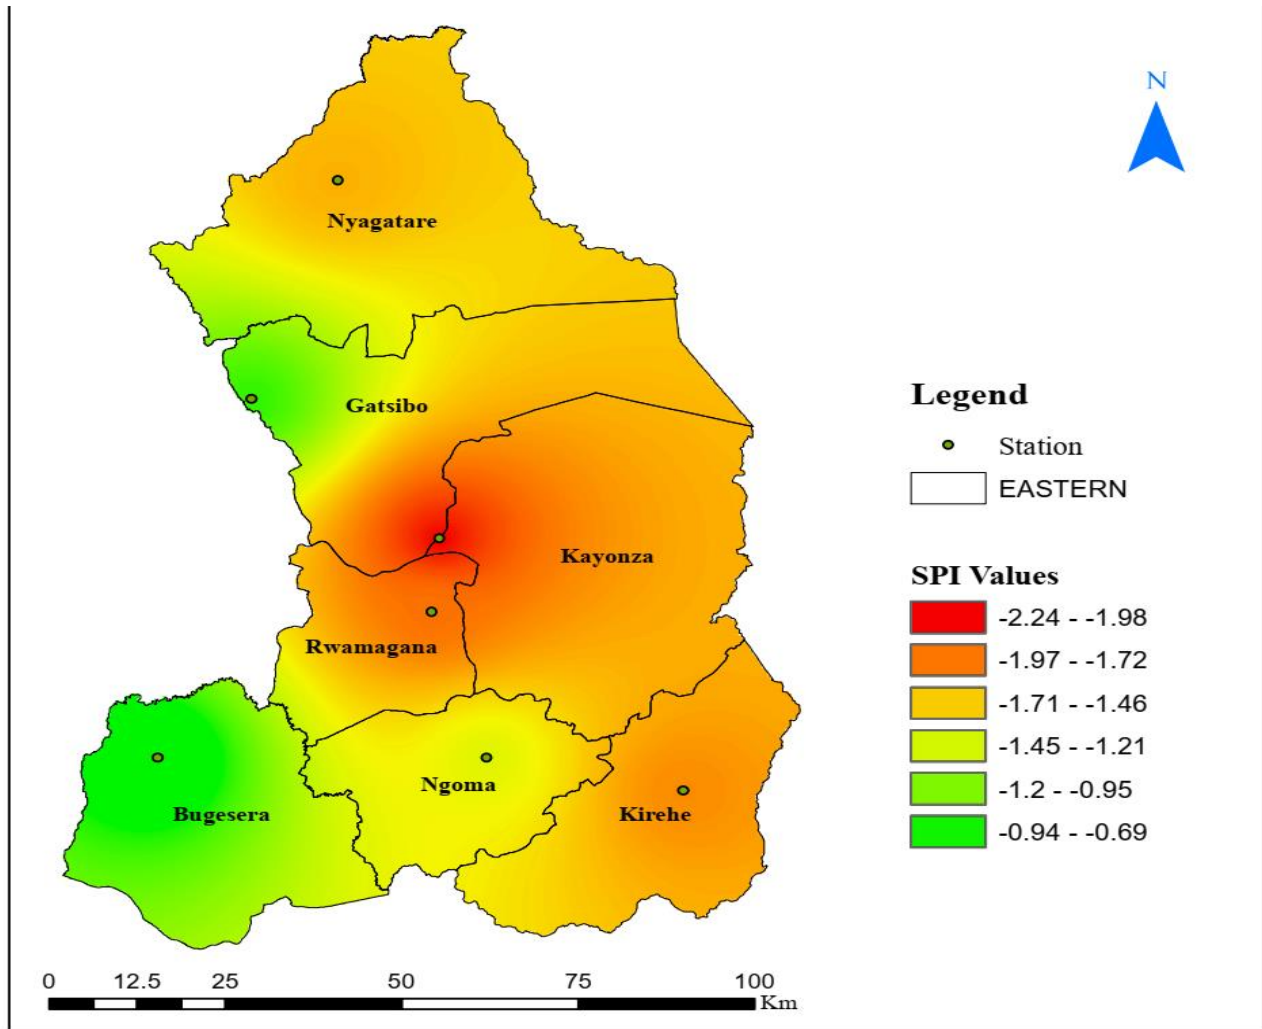 N
Nyagatare
Gatsibo
Kayonza
Rwamagana
Ngoma
Bugesera
Kirehe
Legend
Station
EASTERN
SPI Values
-2.24 - -1.98
-1.97 - -1.72
-1.71 - -1.46
-1.45 - -1.21
-1.2 - -0.95
-0.94 - -0.69
0 12.5 25 50 75 100
Km